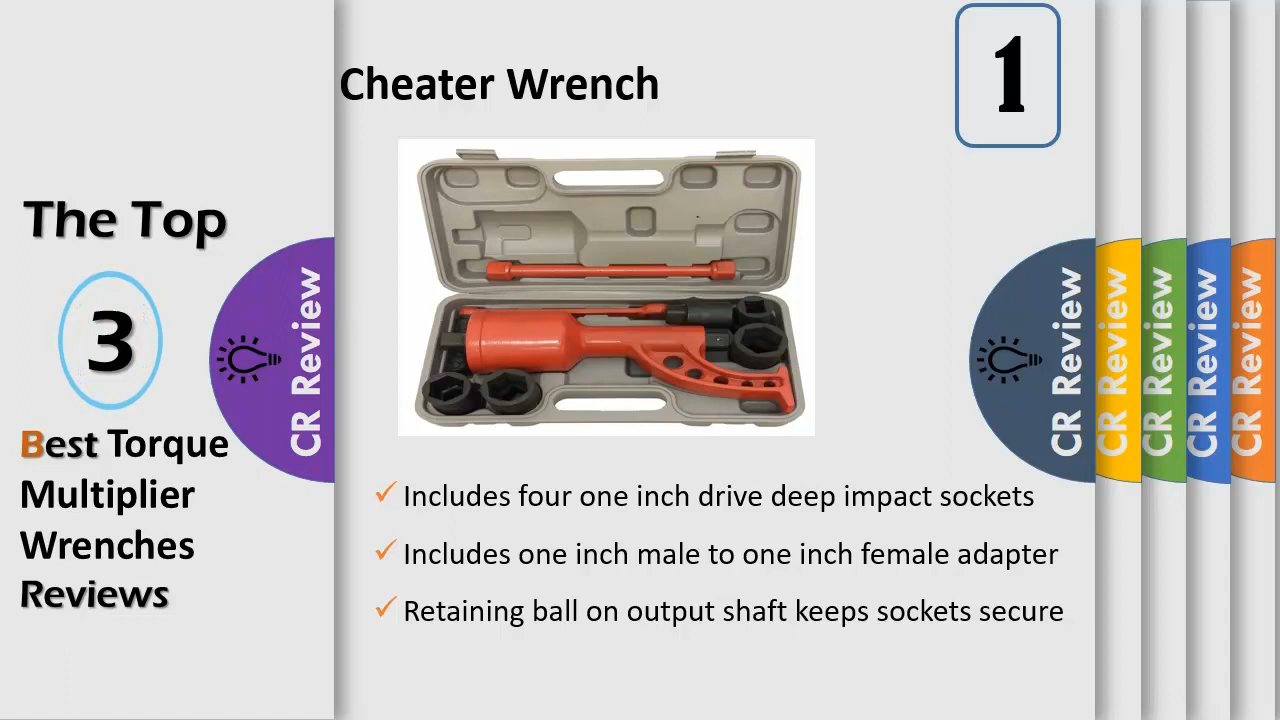 The Top
3
Best Torque
Multiplier
Wrenches
Reviews
CR Review
Cheater Wrench
1
Includes four one inch drive deep impact sockets
Includes one inch male to one inch female adapter
Retaining ball on output shaft keeps sockets secure
CR Review
CR Review
CR Review
CR Review
CR Review